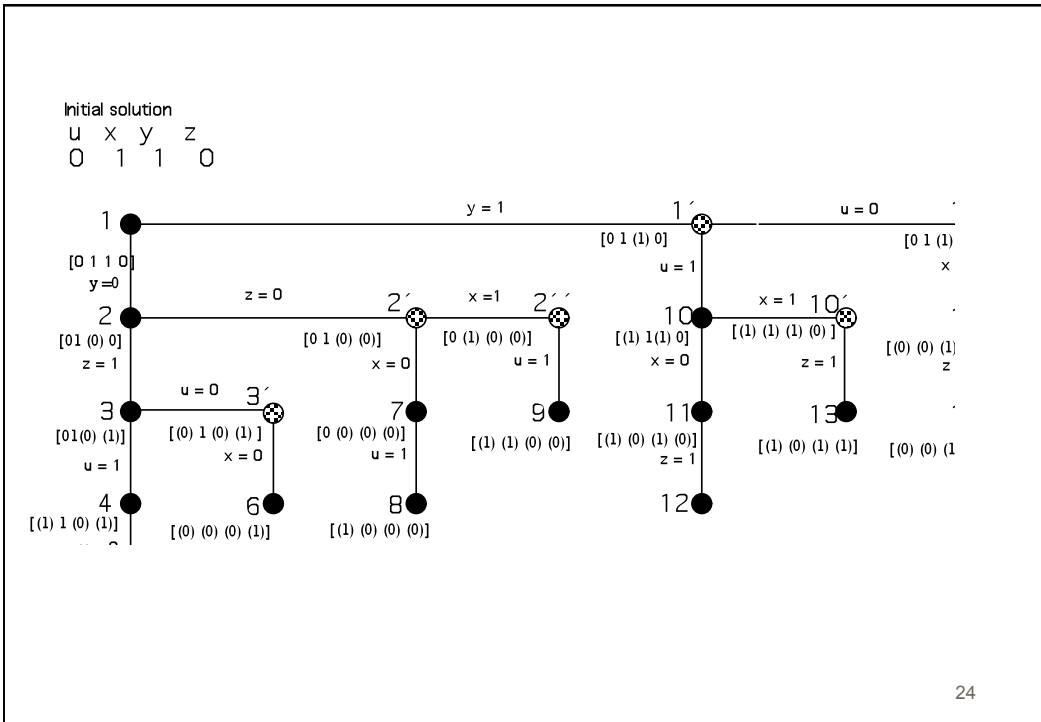 Initial solution
u x y z
0 1 1 0
y = 1
u = 0
1
1´
[0 1 (1) 0]
[0 1 (1)
[0 1 1 0]
y=0
u = 1
x
z = 0
x =1
x = 1
2
2´
2´´
10
10´
[01 (0) 0]
[0 1 (0) (0)]
[0 (1) (0) (0)]
[(1) 1(1) 0]
[(1) (1) (1) (0) ]
[(0) (0) (1)
z = 1
x = 0
u = 1
x = 0
z = 1
z
u = 0
3
3´
7
9
11
13
[01(0) (1)]
[(0) 1 (0) (1) ]
[0 (0) (0) (0)]
[(1) (1) (0) (0)]
[(1) (0) (1) (0)]
[(1) (0) (1) (1)]
[(0) (0) (1
u = 1
x = 0
u = 1
z = 1
4
6
8
12
[(1) 1 (0) (1)]
[(0) (0) (0) (1)]
[(1) (0) (0) (0)]
24